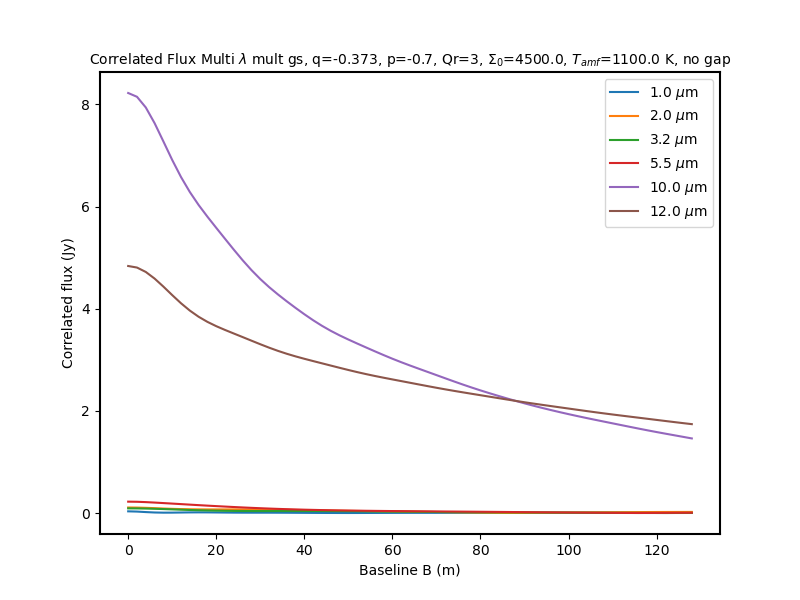 Correlated Flux Multi λ mult gs, q=-0.373, p=-0.7, Qr=3, Σ₀=4500.0, T_amf=1100.0 K, no gap
1.0 μm
2.0 μm
3.2 μm
5.5 μm
10.0 μm
12.0 μm
Correlated flux (Jy)
8
6
4
2
0
0 20 40 60 80 100 120
Baseline B (m)